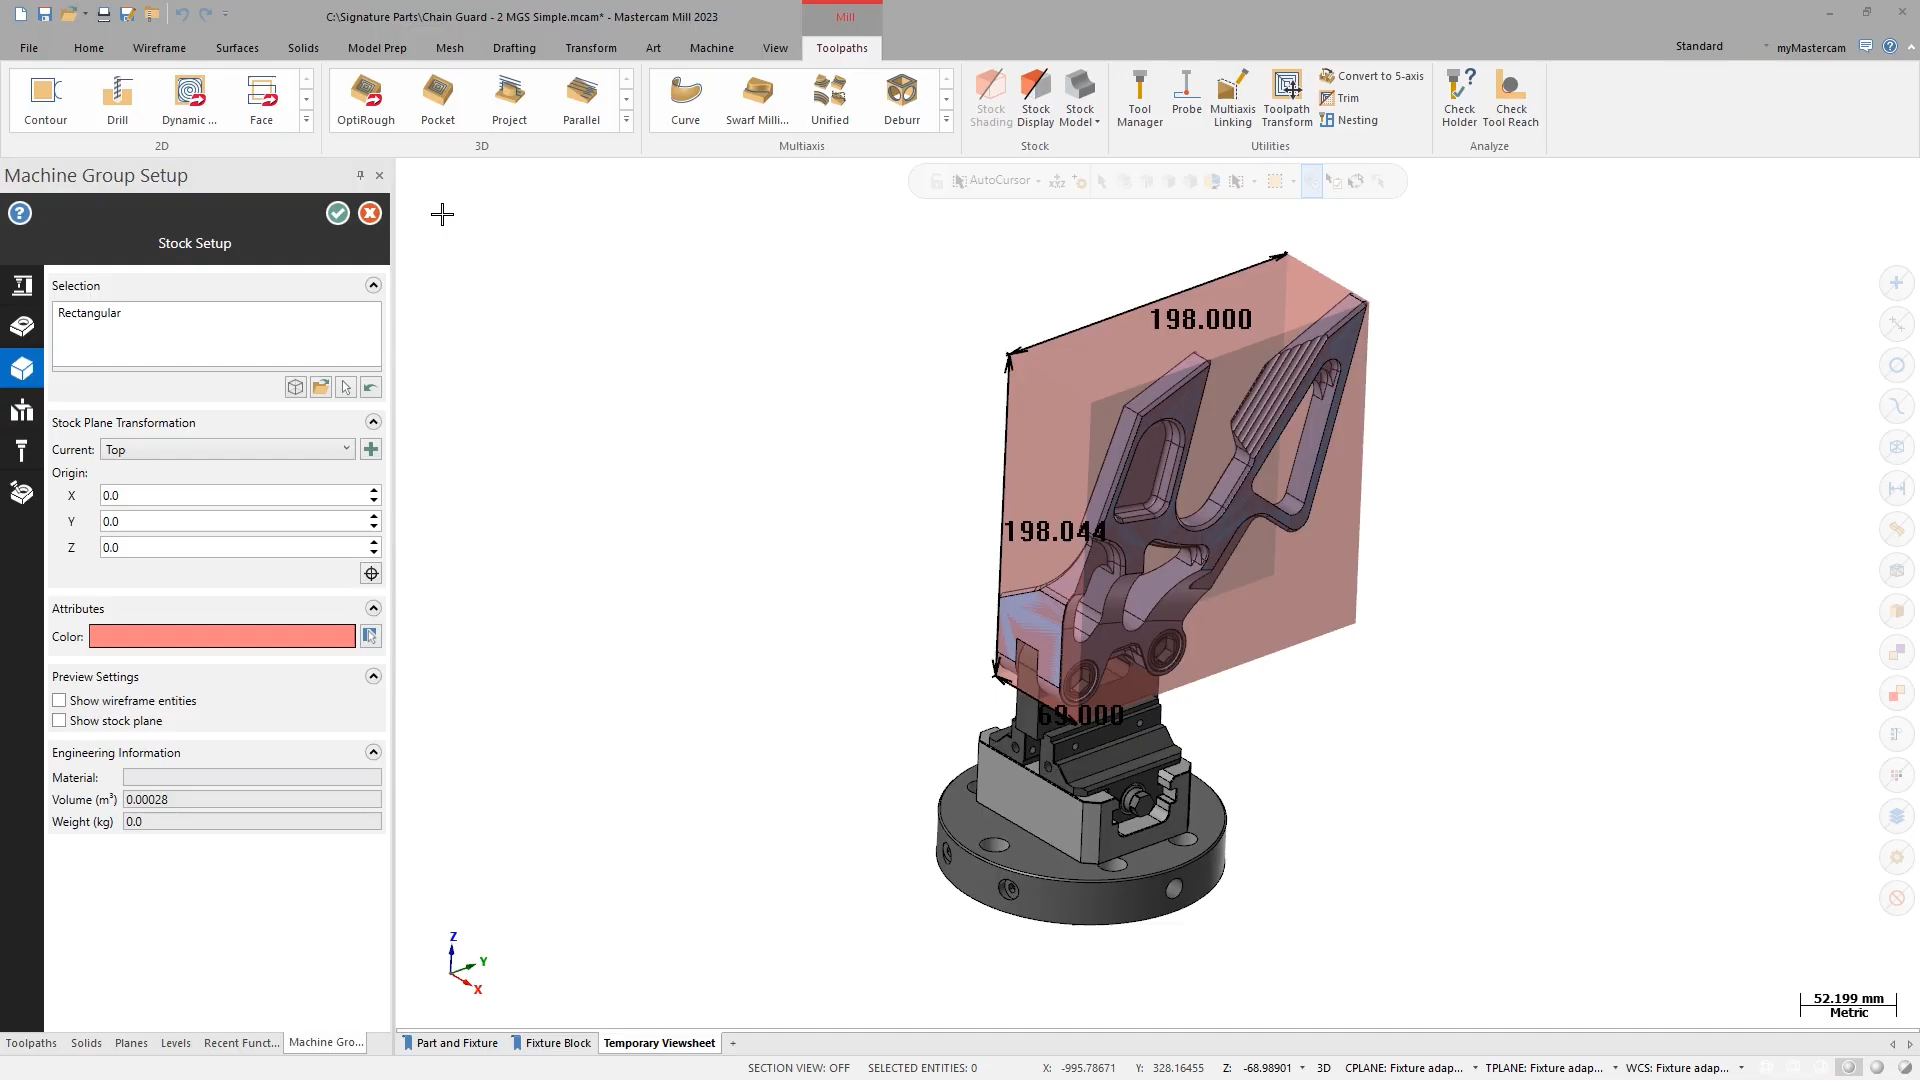 C:\Signature Parts\Chain Guard - 2 MGS Simple.mcam* - Mastercam Mill 2023
Mill
File Home Wireframe Surfaces Solids Model Prep Mesh Drafting Transform Art Machine View Toolpaths
Standard myMastercam
Contour Drill Dynamic ... Face
OptiRough Pocket Project Parallel
Curve Swarf Milli... Unified Deburr
Stock Shading Stock Display Stock Model
Tool Manager Probe Multiaxis Linking Toolpath Transform
Convert to 5-axis
Trim
Nesting
Check Holder Check Tool Reach
2D 3D Multiaxis Stock Utilities Analyze
Machine Group Setup
AutoCursor
Stock Setup
Selection
Rectangular
Stock Plane Transformation
Current: Top
Origin:
X 0.0
Y 0.0
Z 0.0
Attributes
Color:
Preview Settings
Show wireframe entities
Show stock plane
Engineering Information
Material:
Volume (m³) 0.00028
Weight (kg) 0.0
198.000
198.044
69.000
Z
Y
X
52.199 mm
Metric
Toolpaths Solids Planes Levels Recent Funct... Machine Gro...
Part and Fixture Fixture Block Temporary Viewsheet +
SECTION VIEW: OFF SELECTED ENTITIES: 0 X: -995.78671 Y: 328.16455 Z: -68.98901 3D CPLANE: Fixture adap... TPLANE: Fixture adap... WCS: Fixture adap...